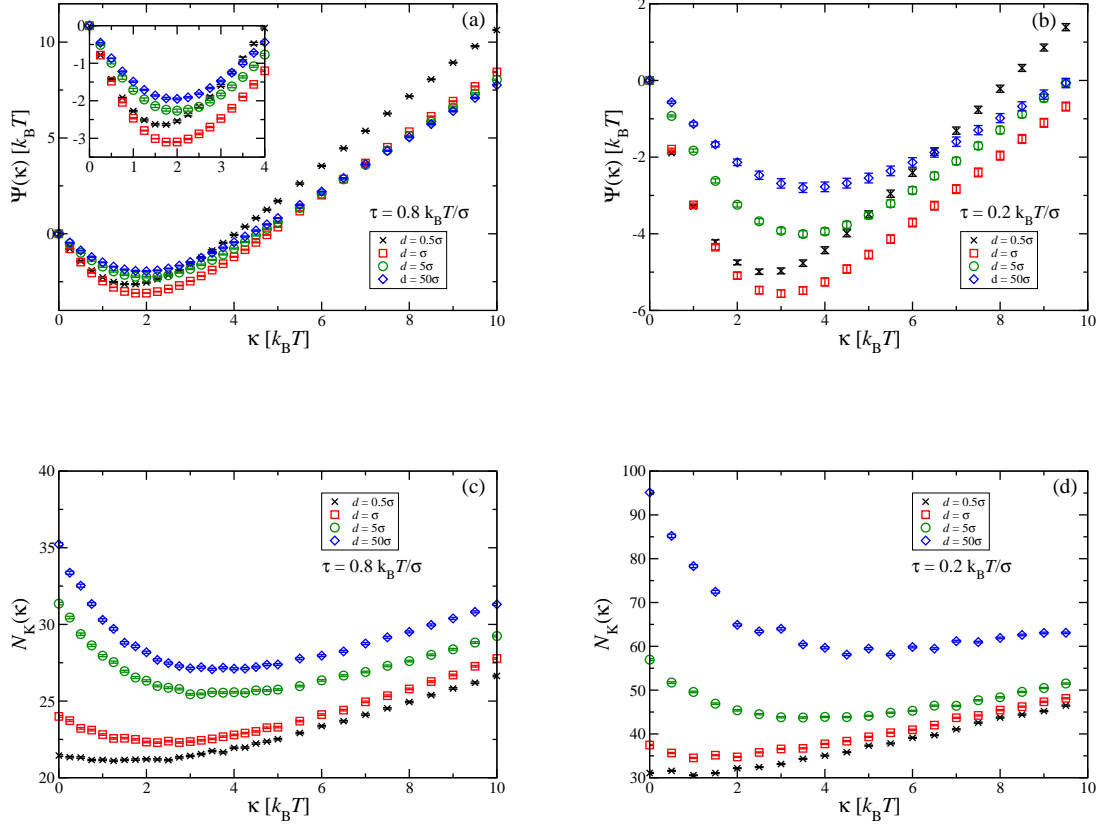 (a)
Ψ(κ) [k_BT]
10
5
0
0
-1
-2
-3
0 1 2 3 4
τ = 0.8 k_BT/σ
d = 0.5σ
d = σ
d = 5σ
d = 50σ
0 2 4 6 8 10
κ [k_BT]
(b)
Ψ(κ) [k_BT]
2
0
-2
-4
-6
τ = 0.2 k_BT/σ
d = 0.5σ
d = σ
d = 5σ
d = 50σ
0 2 4 6 8 10
κ [k_BT]
(c)
N_K(κ)
40
35
30
25
20
d = 0.5σ
d = σ
d = 5σ
d = 50σ
τ = 0.8 k_BT/σ
0 2 4 6 8 10
κ [k_BT]
(d)
N_K(κ)
100
90
80
70
60
50
40
30
d = 0.5σ
d = σ
d = 5σ
d = 50σ
τ = 0.2 k_BT/σ
0 2 4 6 8 10
κ [k_BT]